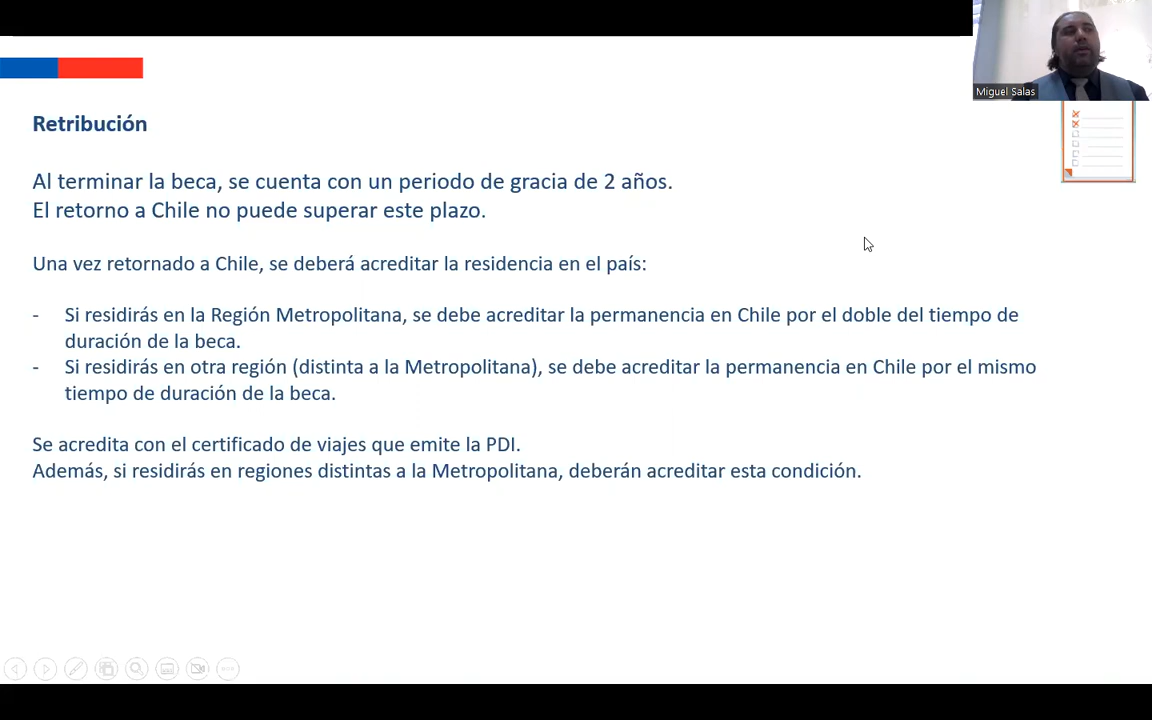 Miguel Salas
Retribución
Al terminar la beca, se cuenta con un periodo de gracia de 2 años.
El retorno a Chile no puede superar este plazo.
Una vez retornado a Chile, se deberá acreditar la residencia en el país:
- Si residirás en la Región Metropolitana, se debe acreditar la permanencia en Chile por el doble del tiempo de
duración de la beca.
- Si residirás en otra región (distinta a la Metropolitana), se debe acreditar la permanencia en Chile por el mismo
tiempo de duración de la beca.
Se acredita con el certificado de viajes que emite la PDI.
Además, si residirás en regiones distintas a la Metropolitana, deberán acreditar esta condición.